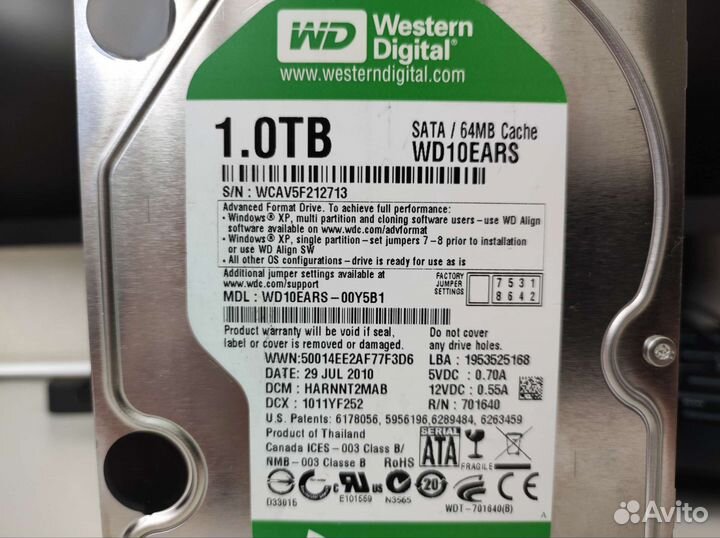 WD Western Digital®
www.westerndigital.com
1.0TB
SATA / 64MB Cache
WD10EARS
S/N : WCAV5F212713
Advanced Format Drive. To achieve full performance:
• Windows® XP, multi partition and cloning software users - use WD Align
software available on www.wdc.com/advformat
• Windows® XP, single partition - set jumpers 7-8 prior to installation
or use WD Align SW
• All other OS configurations - drive is ready for use as is
Additional jumper settings available at
www.wdc.com/support
FACTORY
JUMPER
SETTINGS
7 5 3 1
8 6 4 2
MDL : WD10EARS-00Y5B1
Product warranty will be void if seal,
label or cover is removed or damaged.
Do not cover
any drive holes.
WWN:50014EE2AF77F3D6
LBA : 1953525168
DATE: 29 JUL 2010
5VDC : 0.70A
DCM : HARNNT2MAB
12VDC : 0.55A
DCX : 1011YF252
R/N : 701640
U.S. Patents: 6178056, 5956196,6289484, 6263459
Product of Thailand
Canada ICES-003 Class B/
NMB-003 Classe B
RoHS
SERIAL
ATA
FRAGILE
D33015
E101559
N3565
20
CE
WDT-701640(B)
A
Avito